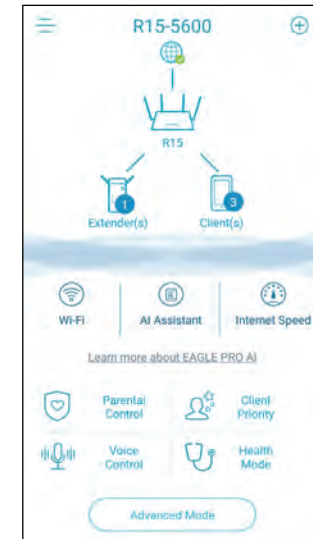 R15-5600
R15
1
3
Extender(s) Client(s)
Wi-Fi AI Assistant Internet Speed
Learn more about EAGLE PRO AI
Parental Client
Control Priority
Voice Health
Control Mode
Advanced Mode